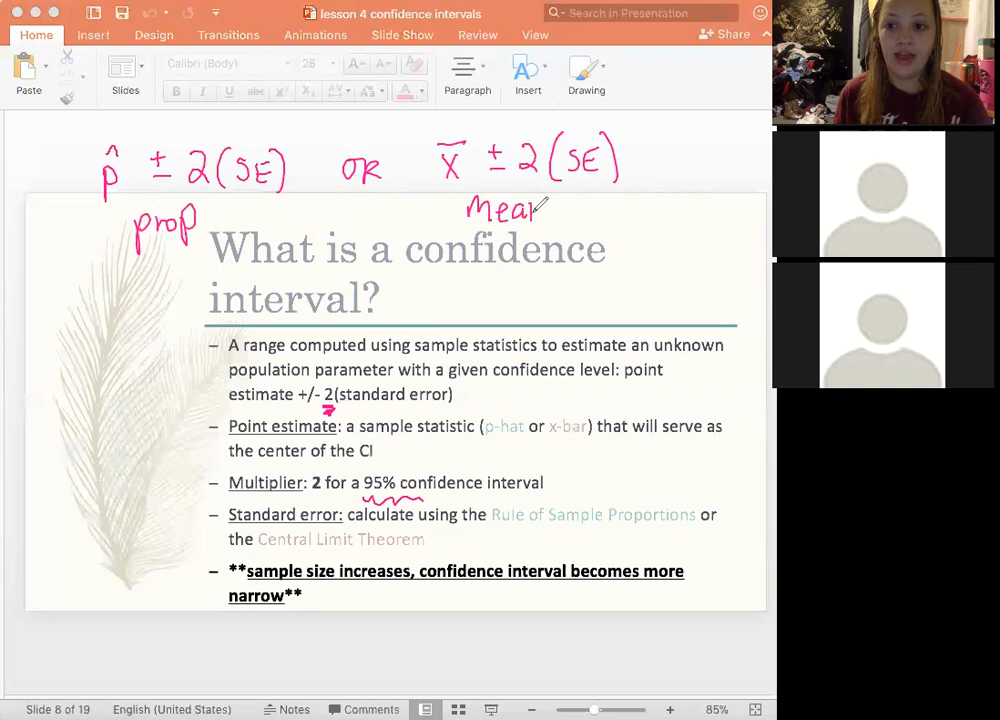 lesson 4 confidence intervals
Search in Presentation
Home Insert Design Transitions Animations Slide Show Review View Share
Calibri (Body) 28
Paste Slides Paragraph Insert Drawing
p̂ ± 2(SE) OR x̄ ± 2(SE)
prop mean
What is a confidence
interval?
– A range computed using sample statistics to estimate an unknown
population parameter with a given confidence level: point
estimate +/- 2(standard error)
– Point estimate: a sample statistic (p-hat or x-bar) that will serve as
the center of the CI
– Multiplier: 2 for a 95% confidence interval
– Standard error: calculate using the Rule of Sample Proportions or
the Central Limit Theorem
– **sample size increases, confidence interval becomes more
narrow**
Slide 8 of 19 English (United States) Notes Comments 85%